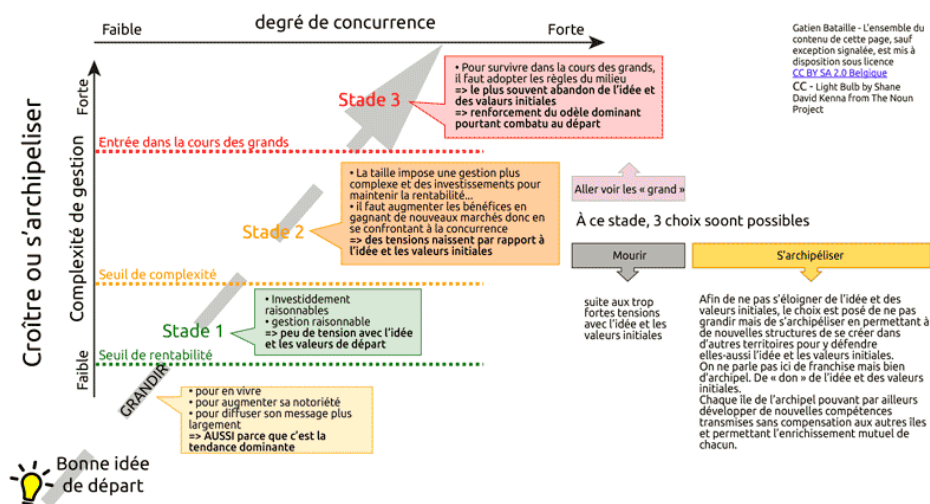 Faible
degré de concurrence
Forte
Gatien Bataille - L'ensemble du
contenu de cette page, sauf
exception signalée, est mis à
disposition sous licence
CC BY SA 2.0 Belgique
CC - Light Bulb by Shane
David Kenna from The Noun
Project
Croître ou s'archipeliser
Complexité de gestion
Forte
Faible
Stade 3
• Pour survivre dans la cours des grands,
il faut adopter les règles du milieu
=> le plus souvent abandon de l'idée et
des valeurs initiales
=> renforcement du odèle dominant
pourtant combatu au départ
Entrée dans la cours des grands
Stade 2
• La taille impose une gestion plus
complexe et des investissements pour
maintenir la rentabilité...
• il faut augmenter les bénéfices en
gagnant de nouveaux marchés donc en
se confrontant à la concurrence
=> des tensions naissent par rapport à
l'idée et les valeurs initiales
Aller voir les « grand »
À ce stade, 3 choix soont possibles
Mourir
S'archipéliser
suite aux trop
fortes tensions
avec l'idée et les
valeurs initiales
Afin de ne pas s'éloigner de l'idée et des
valeurs initiales, le choix est posé de ne pas
grandir mais de s'archipéliser en permettant à
de nouvelles structures de se créer dans
d'autres territoires pour y défendre
elles-aussi l'idée et les valeurs initiales.
On ne parle pas ici de franchise mais bien
d'archipel. De « don » de l'idée et des valeurs
initiales.
Chaque île de l'archipel pouvant par ailleurs
développer de nouvelles compétences
transmises sans compensation aux autres îles
et permettant l'enrichissement mutuel de
chacun.
Seuil de complexité
Stade 1
• Investiddement
raisonnables
• gestion raisonnable
=> peu de tension avec l'idée
et les valeurs de départ
Seuil de rentabilité
GRANDIR
• pour en vivre
• pour augmenter sa notoriété
• pour diffuser son message plus
largement
=> AUSSI parce que c'est la
tendance dominante
Bonne idée
de départ